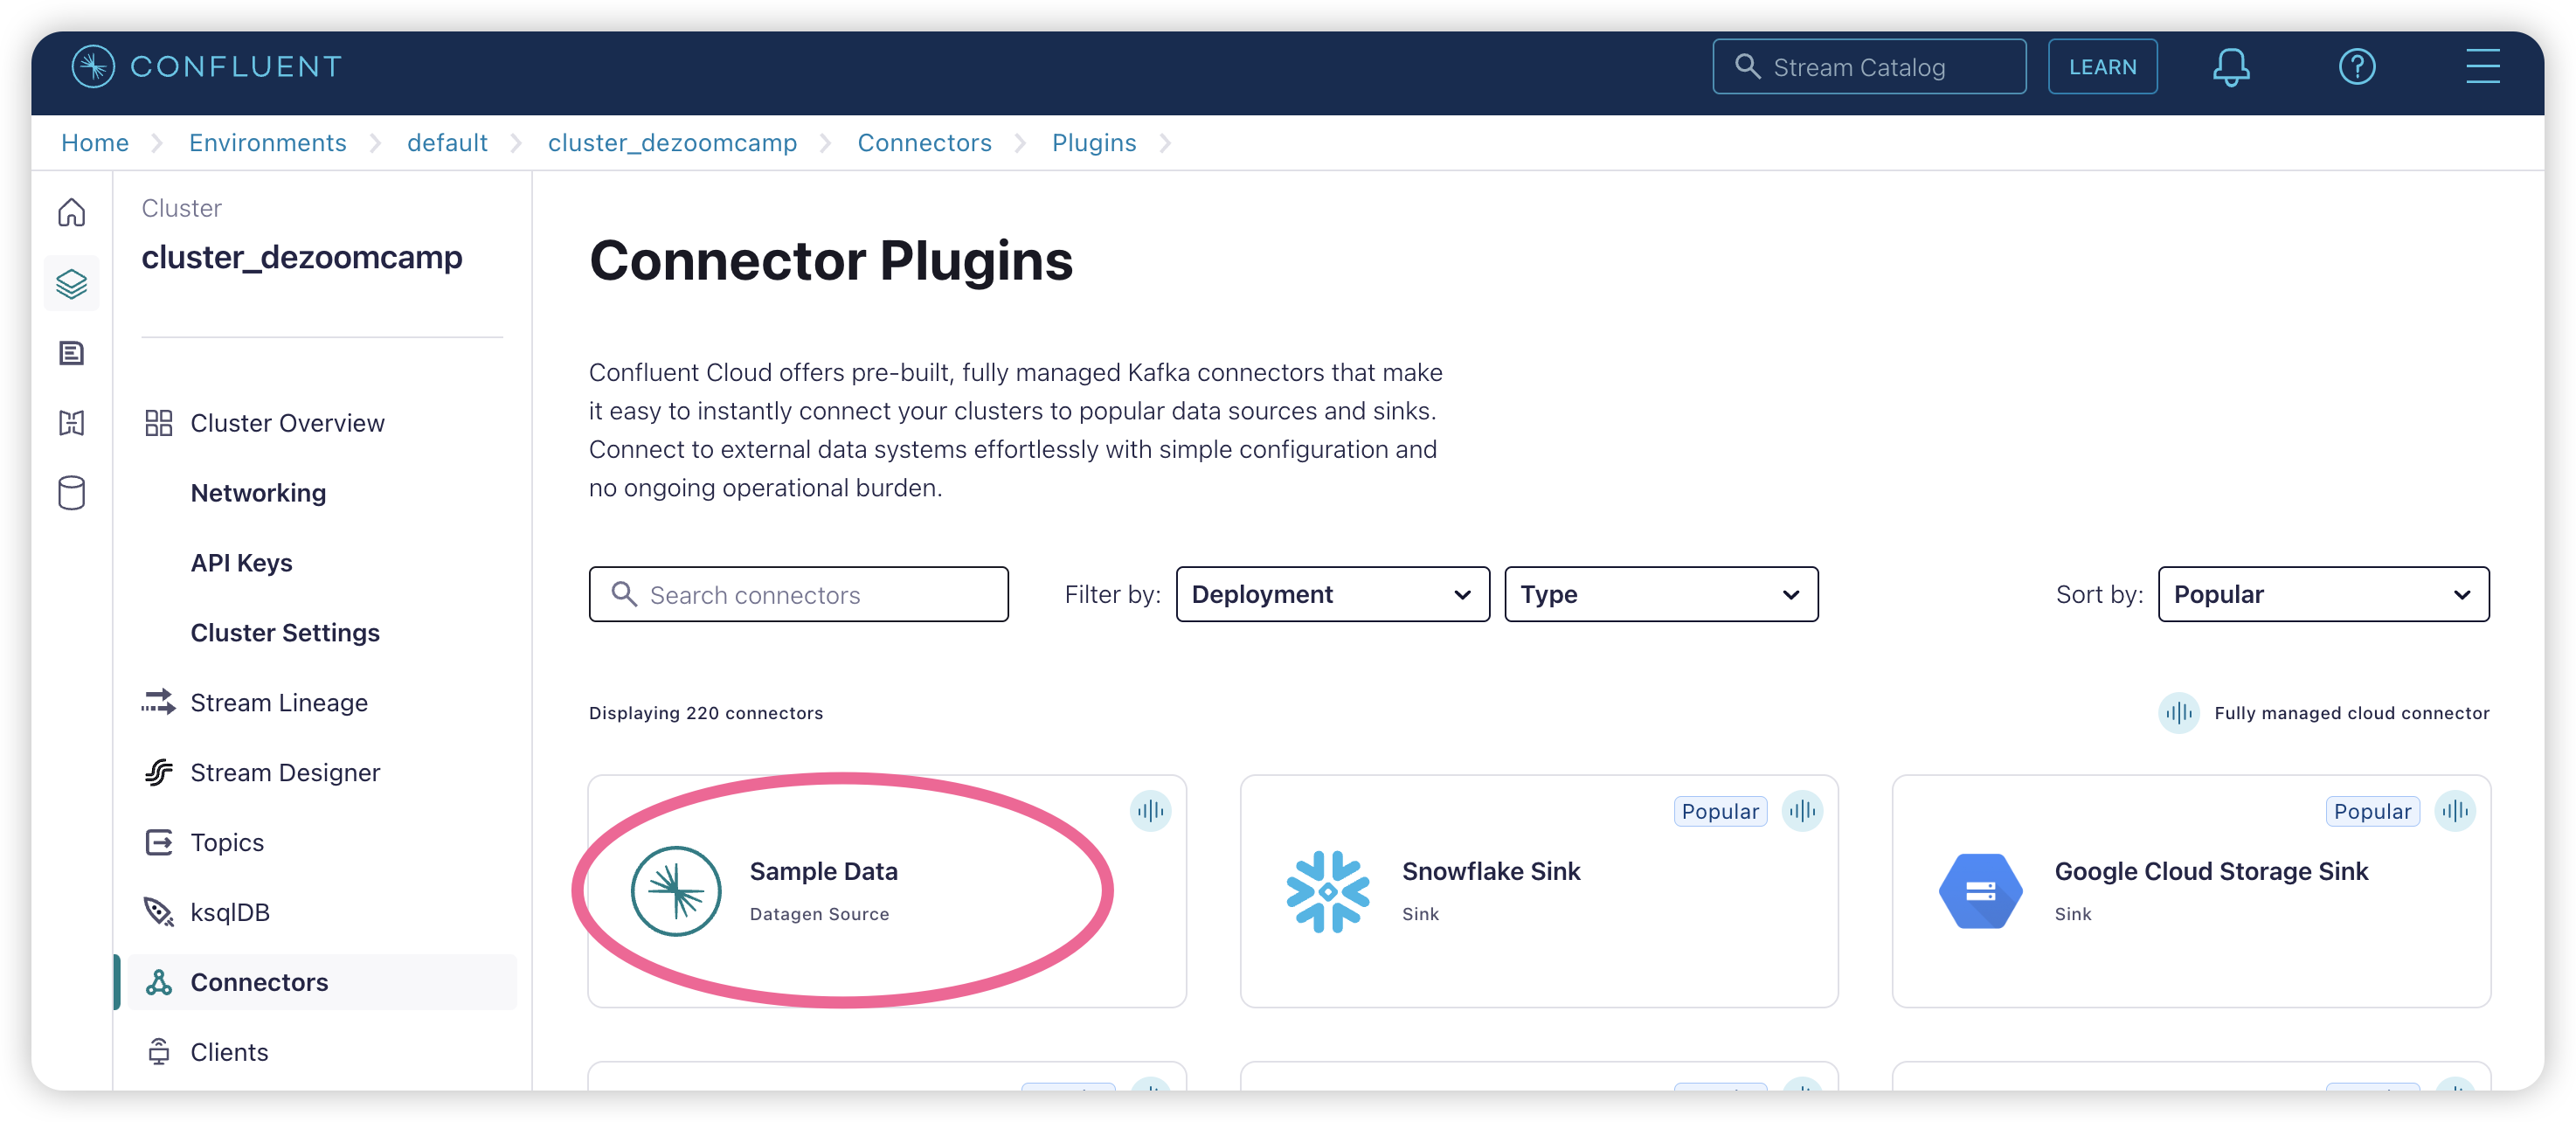 CONFLUENT
Stream Catalog
LEARN
Home
Environments
default
cluster_dezoomcamp
Connectors
Plugins
Cluster
cluster_dezoomcamp
Cluster Overview
Networking
API Keys
Cluster Settings
Stream Lineage
Stream Designer
Topics
ksqlDB
Connectors
Clients
Connector Plugins
Confluent Cloud offers pre-built, fully managed Kafka connectors that make
it easy to instantly connect your clusters to popular data sources and sinks.
Connect to external data systems effortlessly with simple configuration and
no ongoing operational burden.
Search connectors
Filter by:
Deployment
Type
Sort by:
Popular
Displaying 220 connectors
Fully managed cloud connector
Sample Data
Datagen Source
Popular
Snowflake Sink
Sink
Popular
Google Cloud Storage Sink
Sink